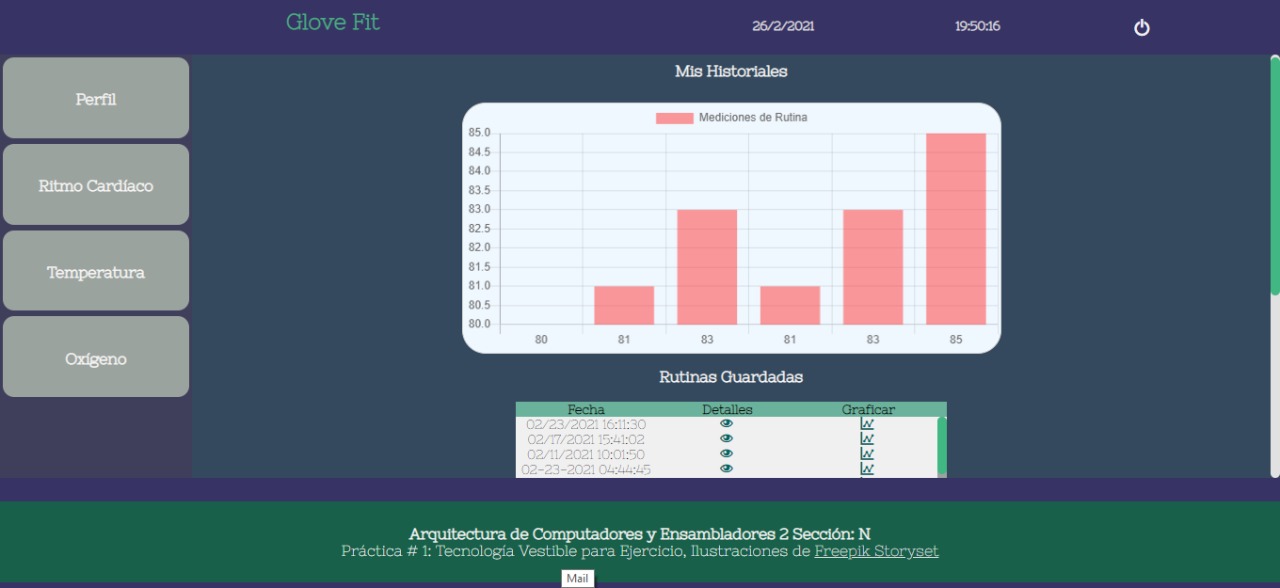 Glove Fit 26/2/2021 19:50:16
Perfil
Ritmo Cardíaco
Temperatura
Oxígeno
Mis Historiales
Mediciones de Rutina
85.0
84.5
84.0
83.5
83.0
82.5
82.0
81.5
81.0
80.5
80.0
80 81 83 81 83 85
Rutinas Guardadas
Fecha Detalles Graficar
02/23/2021 16:11:30
02/17/2021 15:41:02
02/11/2021 10:01:50
02-23-2021 04:44:45
Arquitectura de Computadores y Ensambladores 2 Sección: N
Práctica # 1: Tecnología Vestible para Ejercicio, Ilustraciones de Freepik Storyset
Mail